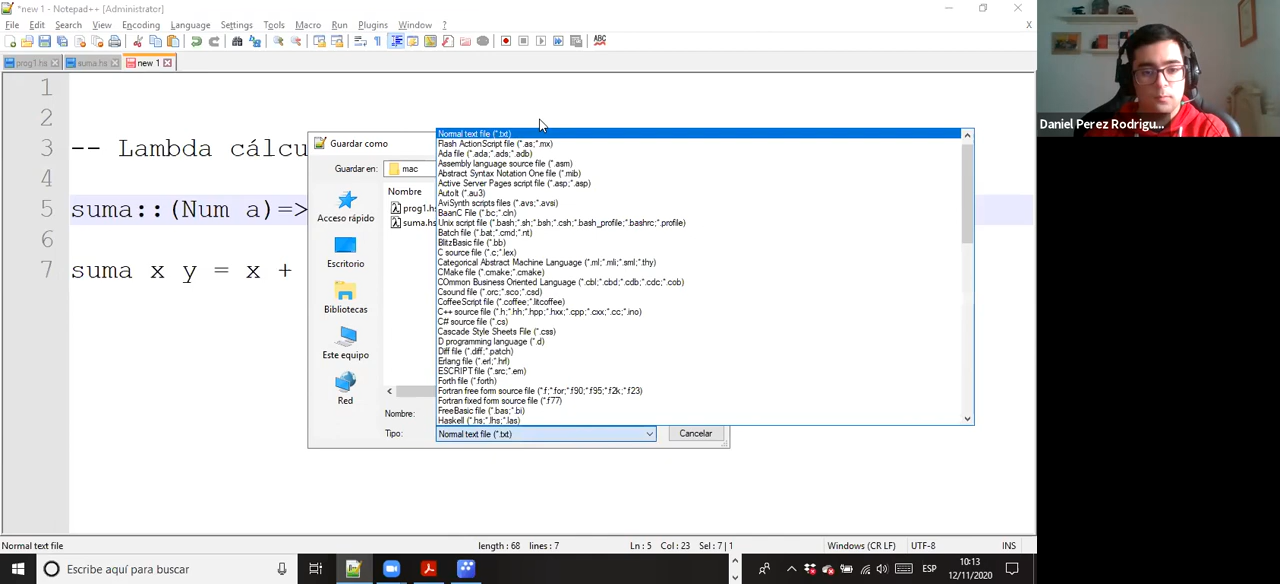 *new 1 - Notepad++ [Administrator]
File Edit Search View Encoding Language Settings Tools Macro Run Plugins Window ?
X
ABC
prog1.hs suma.hs new 1
1
2
3 -- Lambda cálcu
4
5 suma::(Num a)=>
6
7 suma x y = x +
Guardar como
Guardar en: mac
Nombre
prog1.hs
suma.hs
Acceso rápido
Escritorio
Bibliotecas
Este equipo
Red
Nombre:
Tipo: Normal text file (*.txt)
Cancelar
Normal text file (*.txt)
Flash ActionScript file (*.as;*.mx)
Ada file (*.ada;*.ads;*.adb)
Assembly language source file (*.asm)
Abstract Syntax Notation One file (*.mib)
Active Server Pages script file (*.asp;*.asp)
AutoIt (*.au3)
AviSynth scripts files (*.avs;*.avsi)
BaanC File (*.bc;*.cln)
Unix script file (*.bash;*.sh;*.bsh;*.csh;*.bash_profile;*.bashrc;*.profile)
Batch file (*.bat;*.cmd;*.nt)
BlitzBasic file (*.bb)
C source file (*.c;*.lex)
Categorical Abstract Machine Language (*.ml;*.mli;*.sml;*.thy)
CMake file (*.cmake;*.cmake)
COmmon Business Oriented Language (*.cbl;*.cbd;*.cdb;*.cdc;*.cob)
Csound file (*.orc;*.sco;*.csd)
CoffeeScript file (*.coffee;*.litcoffee)
C++ source file (*.h;*.hh;*.hpp;*.hxx;*.cpp;*.cxx;*.cc;*.ino)
C# source file (*.cs)
Cascade Style Sheets File (*.css)
D programming language (*.d)
Diff file (*.diff;*.patch)
Erlang file (*.erl;*.hrl)
ESCRIPT file (*.src;*.em)
Forth file (*.forth)
Fortran free form source file (*.f;*.for;*.f90;*.f95;*.f2k;*.f23)
Fortran fixed form source file (*.f77)
FreeBasic file (*.bas;*.bi)
Haskell (*.hs;*.lhs;*.las)
Daniel Perez Rodrigu...
Normal text file length : 68 lines : 7 Ln : 5 Col : 23 Sel : 7 | 1 Windows (CR LF) UTF-8 INS
Escribe aquí para buscar
ESP
10:13
12/11/2020